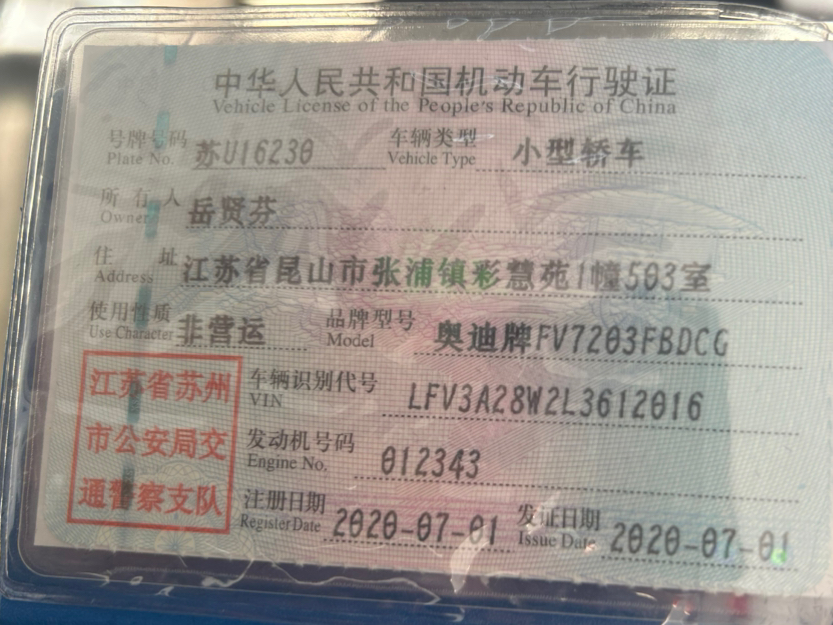 中华人民共和国机动车行驶证
Vehicle License of the People's Republic of China
号牌号码 Plate No. 苏U16230 车辆类型 Vehicle Type 小型轿车
所有人 Owner 岳贤芬
住址 Address 江苏省昆山市张浦镇彩慧苑1幢503室
使用性质 Use Character 非营运 品牌型号 Model 奥迪牌FV7203FBDCG
江苏省苏州
市公安局交
通警察支队
车辆识别代号 VIN LFV3A28W2L3612016
发动机号码 Engine No. 012343
注册日期 Register Date 2020-07-01 发证日期 Issue Date 2020-07-01